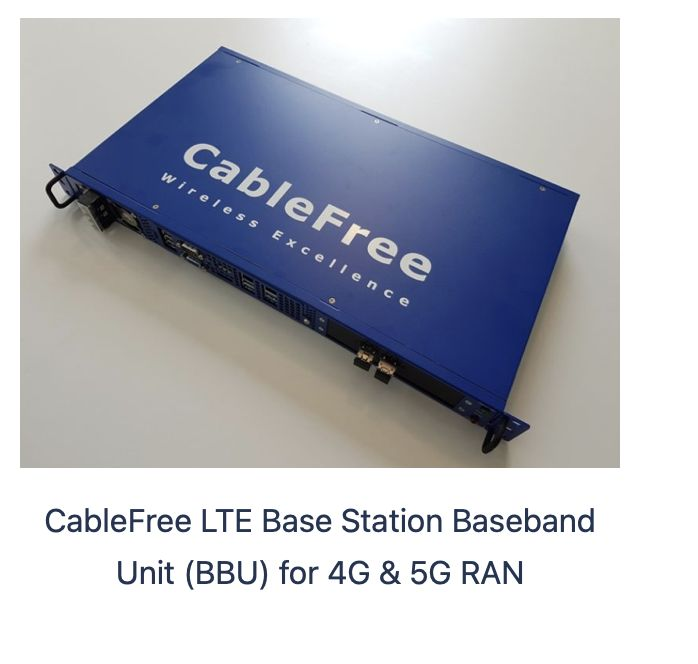 CableFree
Wireless Excellence
CableFree LTE Base Station Baseband
Unit (BBU) for 4G & 5G RAN